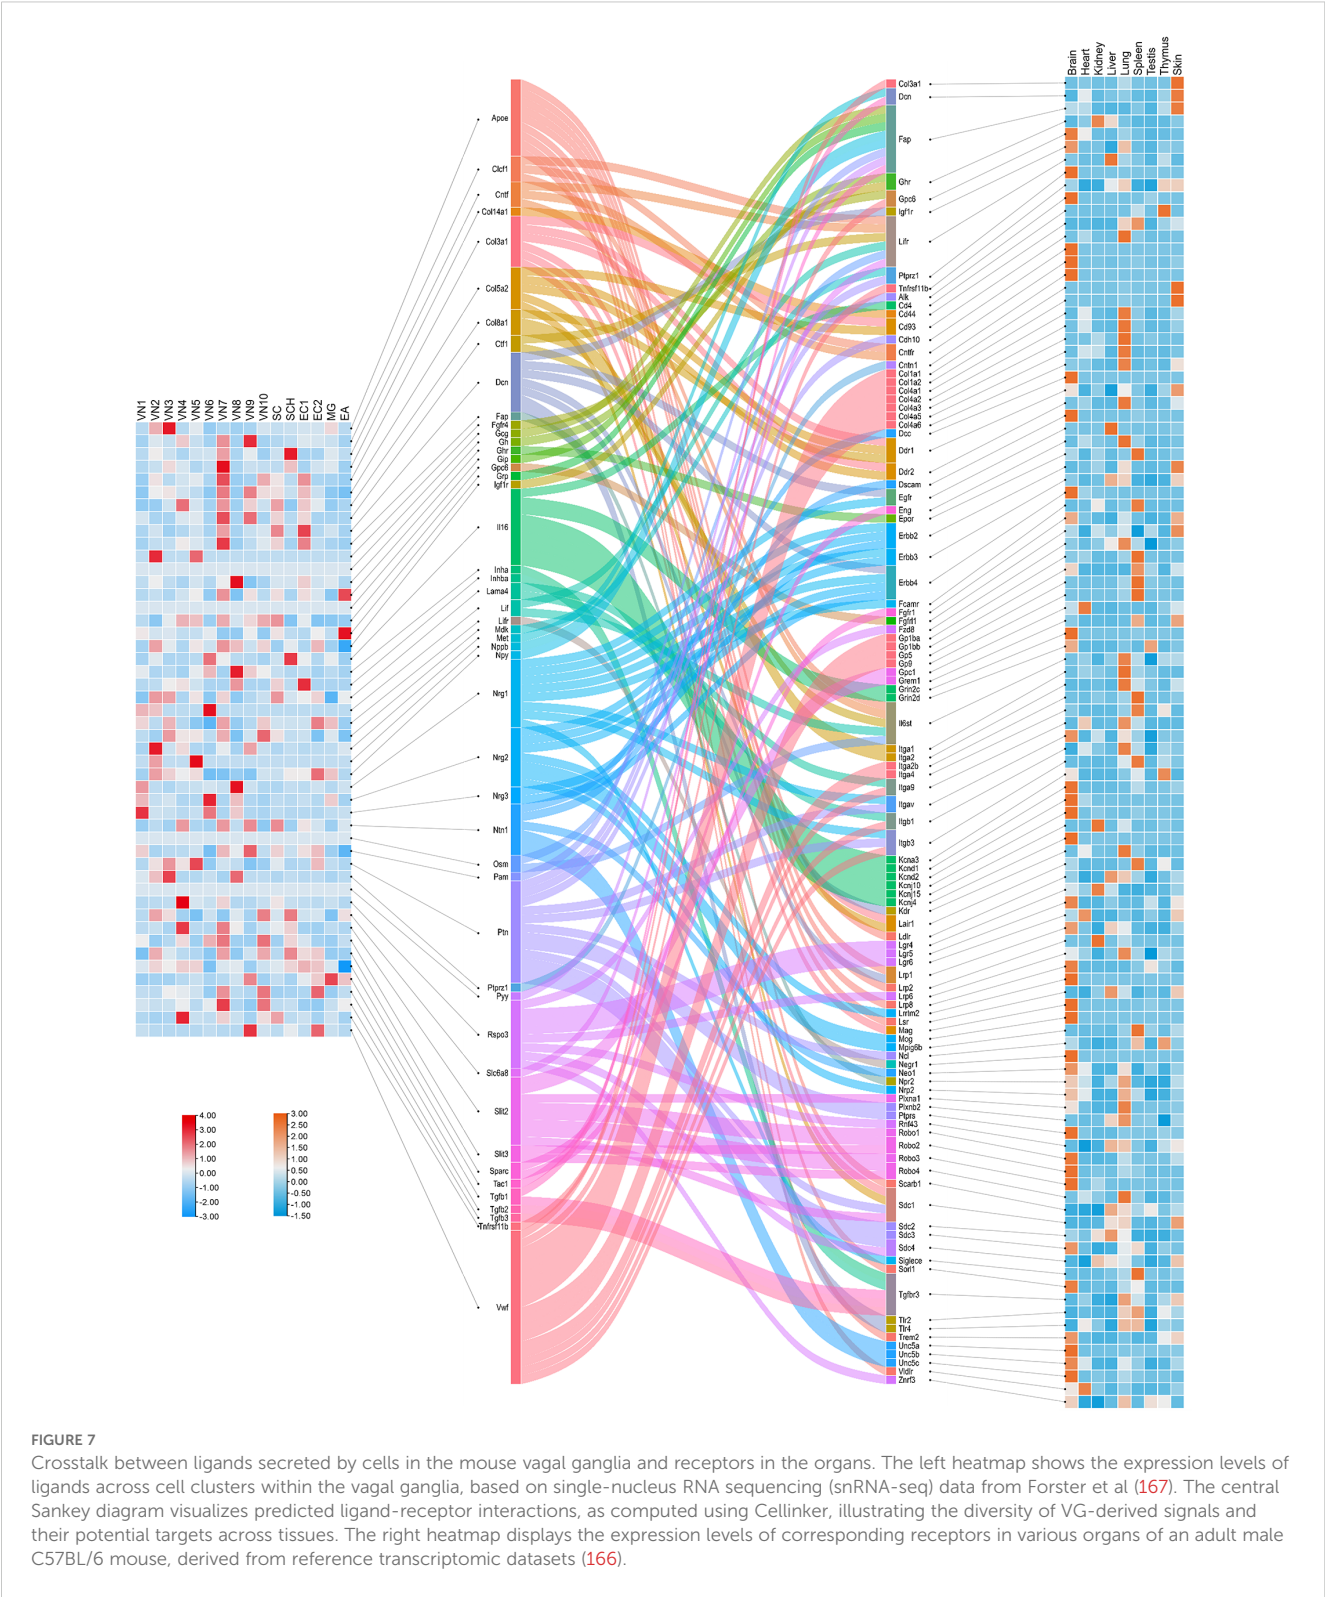 Brain
Heart
Kidney
Liver
Lung
Spleen
Testis
Thymus
Skin
VN1
VN2
VN3
VN4
VN5
VN6
VN7
VN8
VN9
VN10
SC
SCH
EC1
EC2
MG
EA
Apoe
Clcf1
Cntf
Col14a1
Col3a1
Col5a2
Col8a1
Ctf1
Dcn
Fap
Fgfr4
Gcg
Gh
Ghr
Gip
Gpc6
Grp
Igf1r
Il16
Inha
Inhba
Lama4
Lif
Lifr
Mdk
Met
Nppb
Npy
Nrg1
Nrg2
Nrg3
Ntn1
Osm
Pam
Ptn
Ptprz1
Pyy
Rspo3
Slc6a8
Slit2
Slit3
Sparc
Tac1
Tgfb1
Tgfb2
Tgfb3
Tnfrsf11b
Vwf
Col3a1
Dcn
Fap
Ghr
Gpc6
Igf1r
Lifr
Ptprz1
Tnfrsf11b
Alk
Cd4
Cd44
Cd93
Cdh10
Cntfr
Cntn1
Col1a1
Col1a2
Col4a1
Col4a2
Col4a3
Col4a5
Col4a6
Dcc
Ddr1
Ddr2
Dscam
Egfr
Eng
Epor
Erbb2
Erbb3
Erbb4
Fcamr
Fgfr1
Fgfrl1
Fzd8
Gp1ba
Gp1bb
Gp5
Gp9
Gpc1
Grem1
Grin2c
Grin2d
Il6st
Itga1
Itga2
Itga2b
Itga4
Itga9
Itgav
Itgb1
Itgb3
Kcna3
Kcnd1
Kcnd2
Kcnj10
Kcnj15
Kcnj4
Kdr
Lair1
Ldlr
Lgr4
Lgr5
Lgr6
Lrp1
Lrp2
Lrp6
Lrp8
Lrrtm2
Lsr
Mag
Mog
Mpig6b
Ncl
Negr1
Neo1
Npr2
Nrp2
Plxna1
Plxnb2
Ptprs
Rnf43
Robo1
Robo2
Robo3
Robo4
Scarb1
Sdc1
Sdc2
Sdc3
Sdc4
Siglece
Sorl1
Tgfbr3
Tlr2
Tlr4
Trem2
Unc5a
Unc5b
Unc5c
Vldlr
Znrf3
4.00
3.00
2.00
1.00
0.00
-1.00
-2.00
-3.00
3.00
2.50
2.00
1.50
1.00
0.50
0.00
-0.50
-1.00
-1.50
FIGURE 7
Crosstalk between ligands secreted by cells in the mouse vagal ganglia and receptors in the organs. The left heatmap shows the expression levels of
ligands across cell clusters within the vagal ganglia, based on single-nucleus RNA sequencing (snRNA-seq) data from Forster et al (167). The central
Sankey diagram visualizes predicted ligand-receptor interactions, as computed using Cellinker, illustrating the diversity of VG-derived signals and
their potential targets across tissues. The right heatmap displays the expression levels of corresponding receptors in various organs of an adult male
C57BL/6 mouse, derived from reference transcriptomic datasets (166).